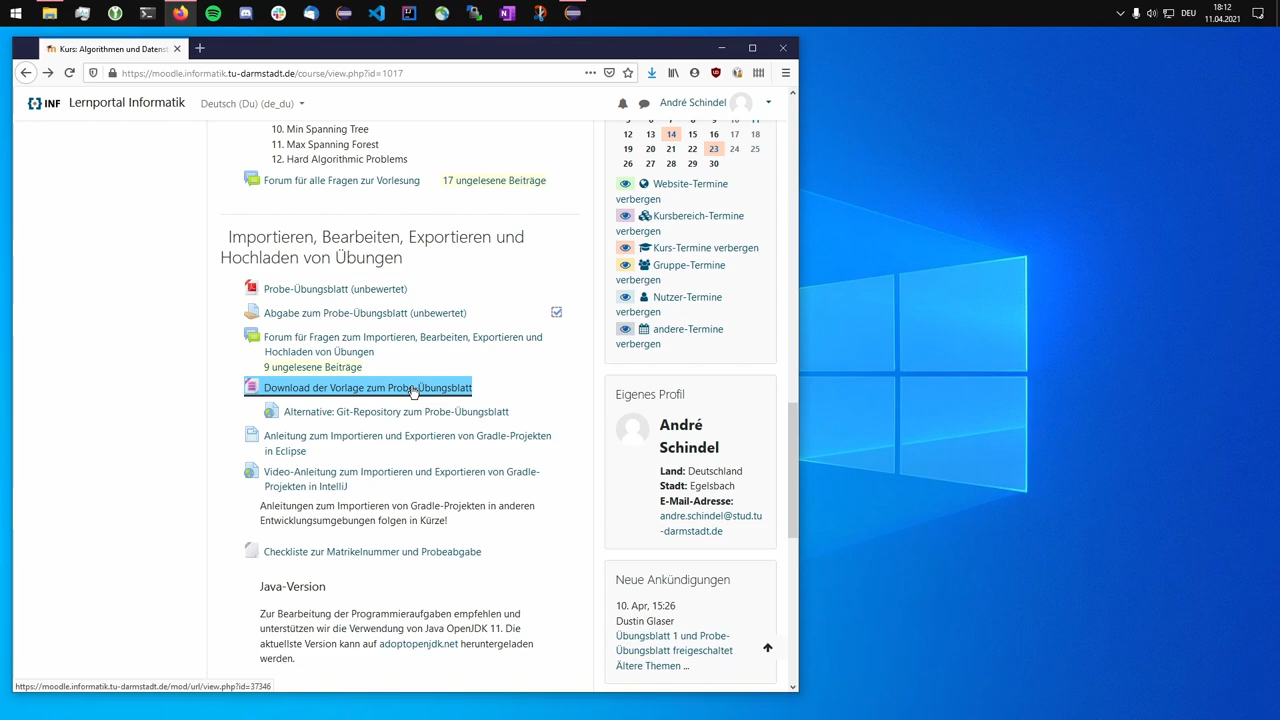 18:12
DEU
11.04.2021
Kurs: Algorithmen und Datenst
https://moodle.informatik.tu-darmstadt.de/course/view.php?id=1017
INF Lernportal Informatik Deutsch (Du) (de_du) André Schindel
10. Min Spanning Tree
11. Max Spanning Forest
12. Hard Algorithmic Problems
Forum für alle Fragen zur Vorlesung 17 ungelesene Beiträge
Importieren, Bearbeiten, Exportieren und
Hochladen von Übungen
Probe-Übungsblatt (unbewertet)
Abgabe zum Probe-Übungsblatt (unbewertet)
Forum für Fragen zum Importieren, Bearbeiten, Exportieren und
Hochladen von Übungen
9 ungelesene Beiträge
Download der Vorlage zum Probe-Übungsblatt
Alternative: Git-Repository zum Probe-Übungsblatt
Anleitung zum Importieren und Exportieren von Gradle-Projekten
in Eclipse
Video-Anleitung zum Importieren und Exportieren von Gradle-
Projekten in IntelliJ
Anleitungen zum Importieren von Gradle-Projekten in anderen
Entwicklungsumgebungen folgen in Kürze!
Checkliste zur Matrikelnummer und Probeabgabe
Java-Version
Zur Bearbeitung der Programmieraufgaben empfehlen und
unterstützen wir die Verwendung von Java OpenJDK 11. Die
aktuellste Version kann auf adoptopenjdk.net heruntergeladen
werden.
5 6 7 8 9 10 11
12 13 14 15 16 17 18
19 20 21 22 23 24 25
26 27 28 29 30
Website-Termine
verbergen
Kursbereich-Termine
verbergen
Kurs-Termine verbergen
Gruppe-Termine
verbergen
Nutzer-Termine
verbergen
andere-Termine
verbergen
Eigenes Profil
André
Schindel
Land: Deutschland
Stadt: Egelsbach
E-Mail-Adresse:
andre.schindel@stud.tu
-darmstadt.de
Neue Ankündigungen
10. Apr, 15:26
Dustin Glaser
Übungsblatt 1 und Probe-
Übungsblatt freigeschaltet
Ältere Themen ...
https://moodle.informatik.tu-darmstadt.de/mod/url/view.php?id=37346